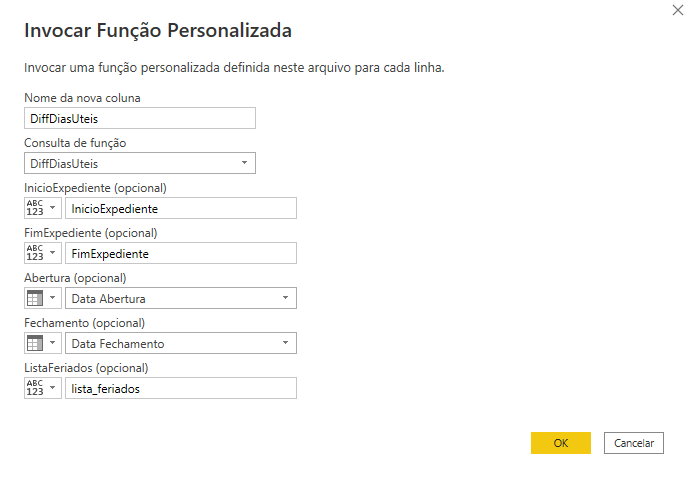 Invocar Função Personalizada
Invocar uma função personalizada definida neste arquivo para cada linha.
Nome da nova coluna
DiffDiasUteis
Consulta de função
DiffDiasUteis
InicioExpediente (opcional)
ABC
123
InicioExpediente
FimExpediente (opcional)
ABC
123
FimExpediente
Abertura (opcional)
Data Abertura
Fechamento (opcional)
Data Fechamento
ListaFeriados (opcional)
ABC
123
lista_feriados
OK
Cancelar